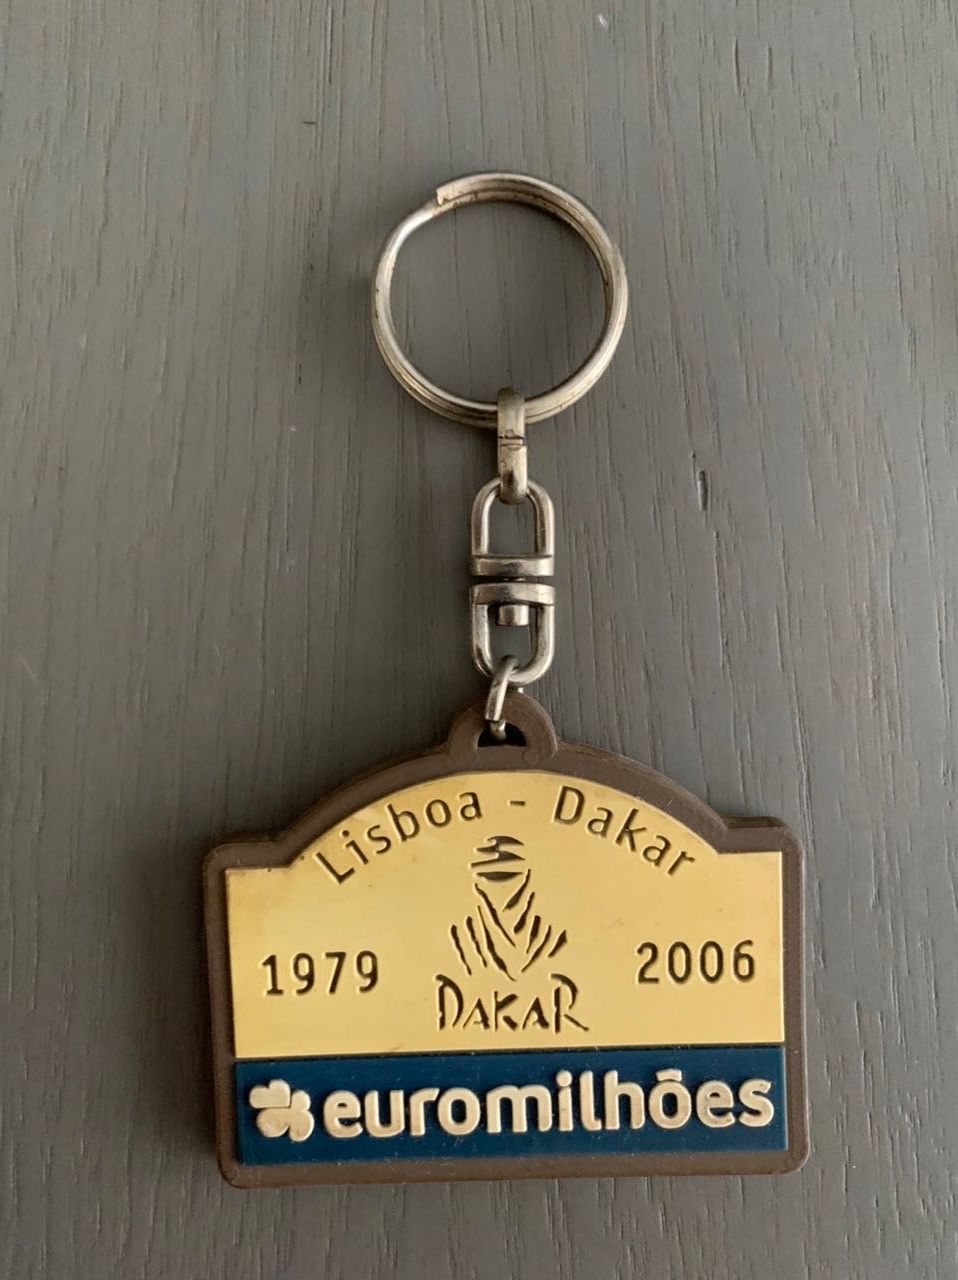 Lisboa - Dakar
1979 2006
DAKAR
euromilhões